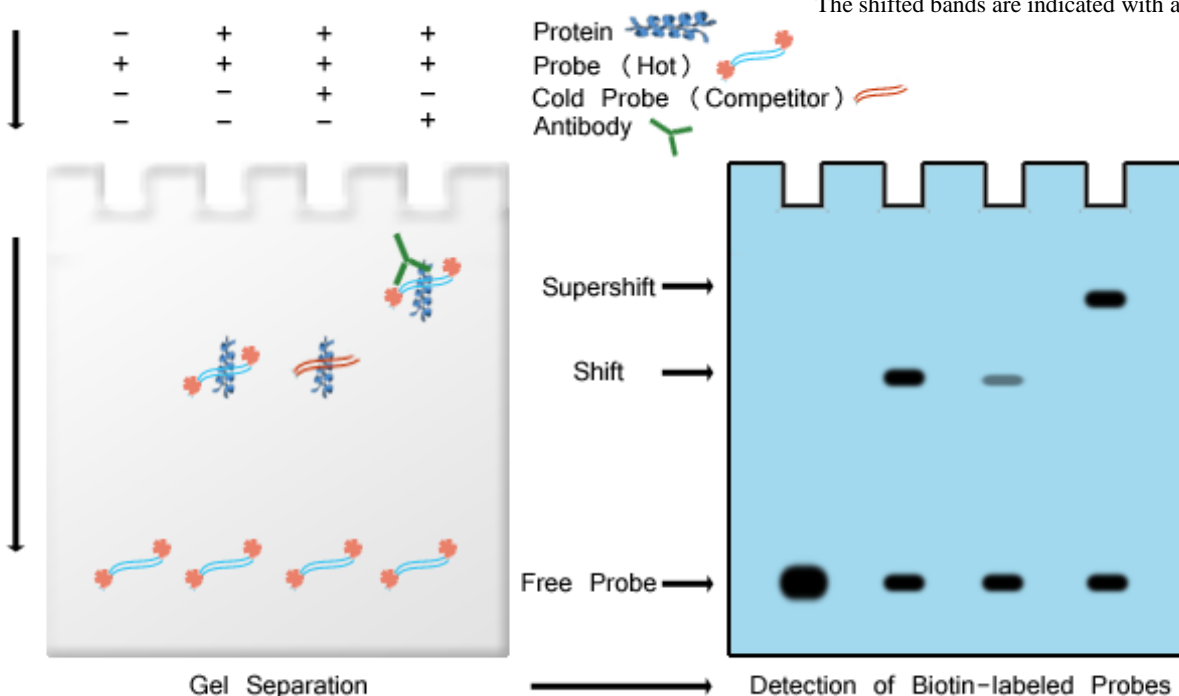 The shifted bands are indicated with a
− + + + Protein
+ + + + Probe (Hot)
− − + − Cold Probe (Competitor)
− − − + Antibody
Supershift
Shift
Free Probe
Gel Separation
Detection of Biotin-labeled Probes